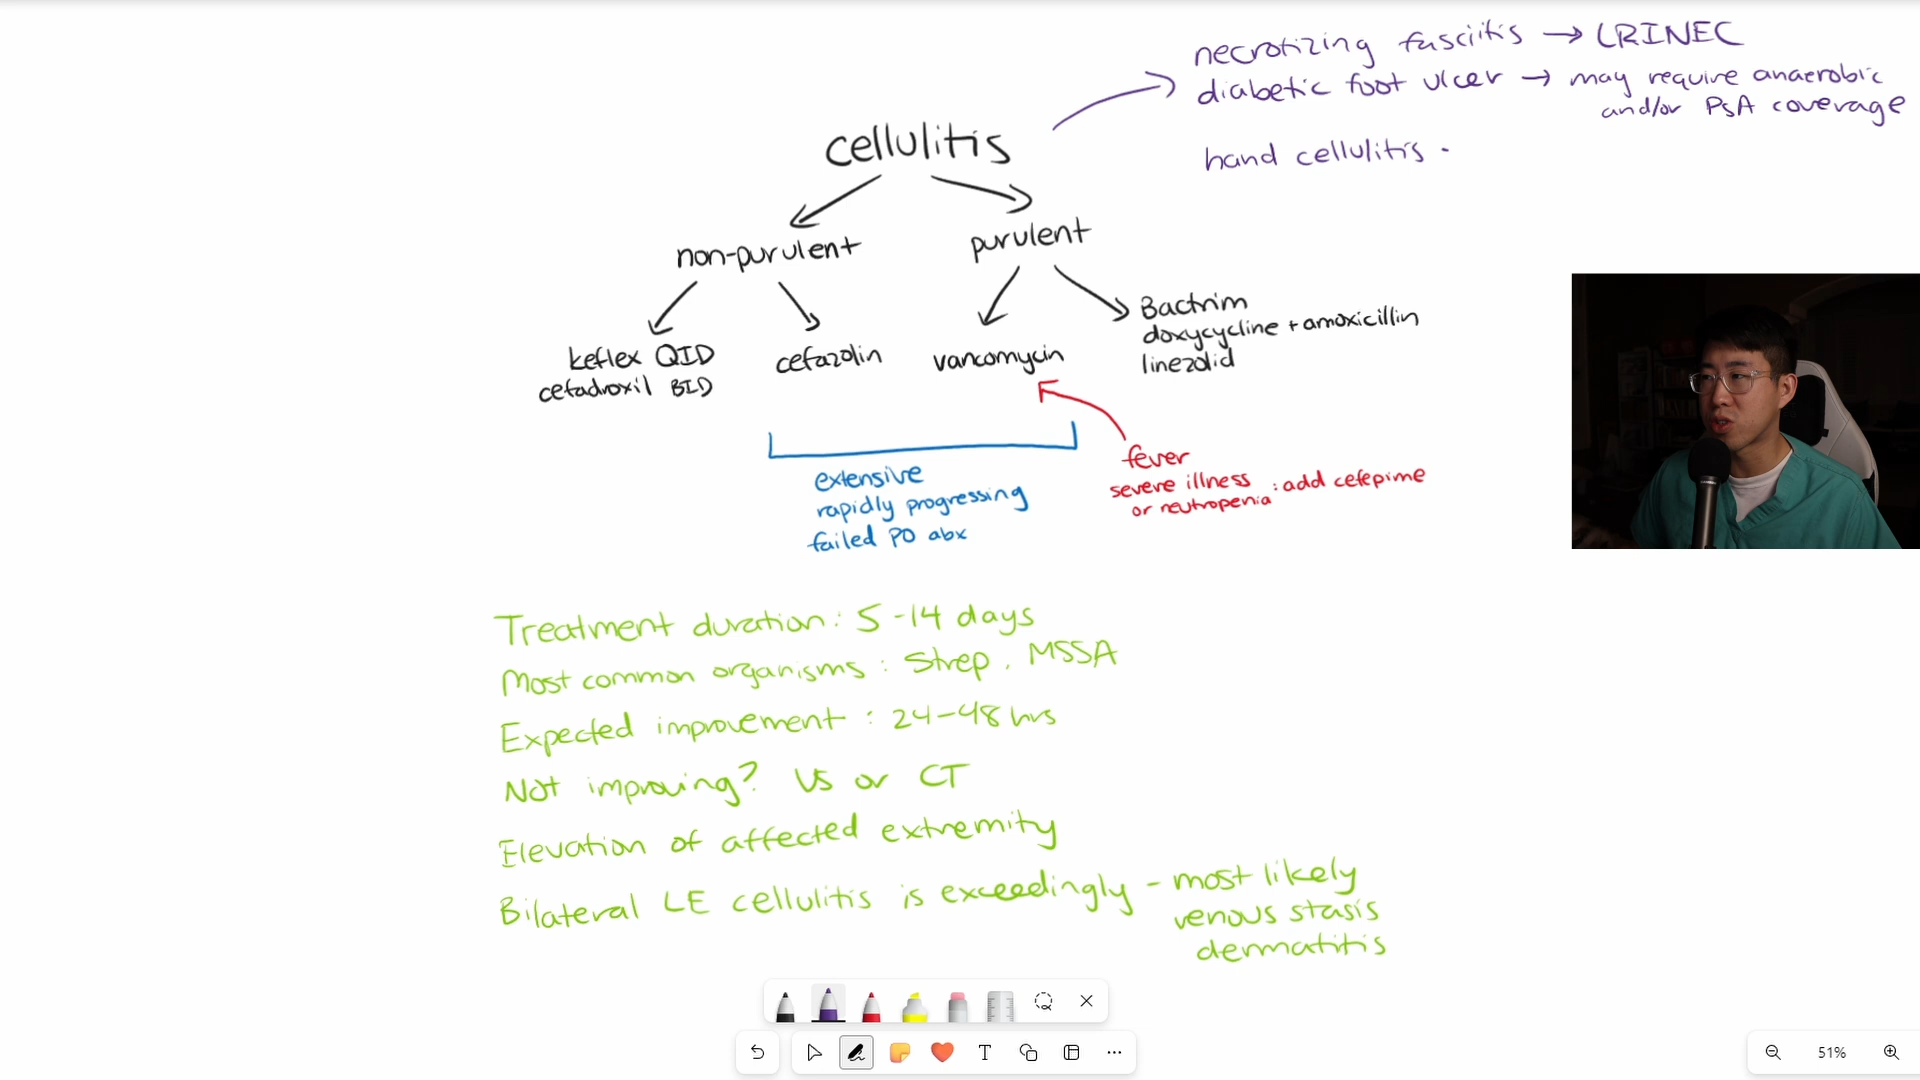 necrotizing fasciitis → LRINEC
diabetic foot ulcer → may require anaerobic
and/or PsA coverage
hand cellulitis
cellulitis
non-purulent
purulent
keflex QID
cefadroxil BID
cefazolin
vancomycin
Bactrim
doxycycline + amoxicillin
linezolid
extensive
rapidly progressing
failed PO abx
fever
severe illness
or neutropenia : add cefepime
Treatment duration: 5-14 days
Most common organisms: Strep, MSSA
Expected improvement: 24-48 hrs
Not improving? US or CT
Elevation of affected extremity
Bilateral LE cellulitis is exceedingly - most likely
venous stasis
dermatitis
T
51%